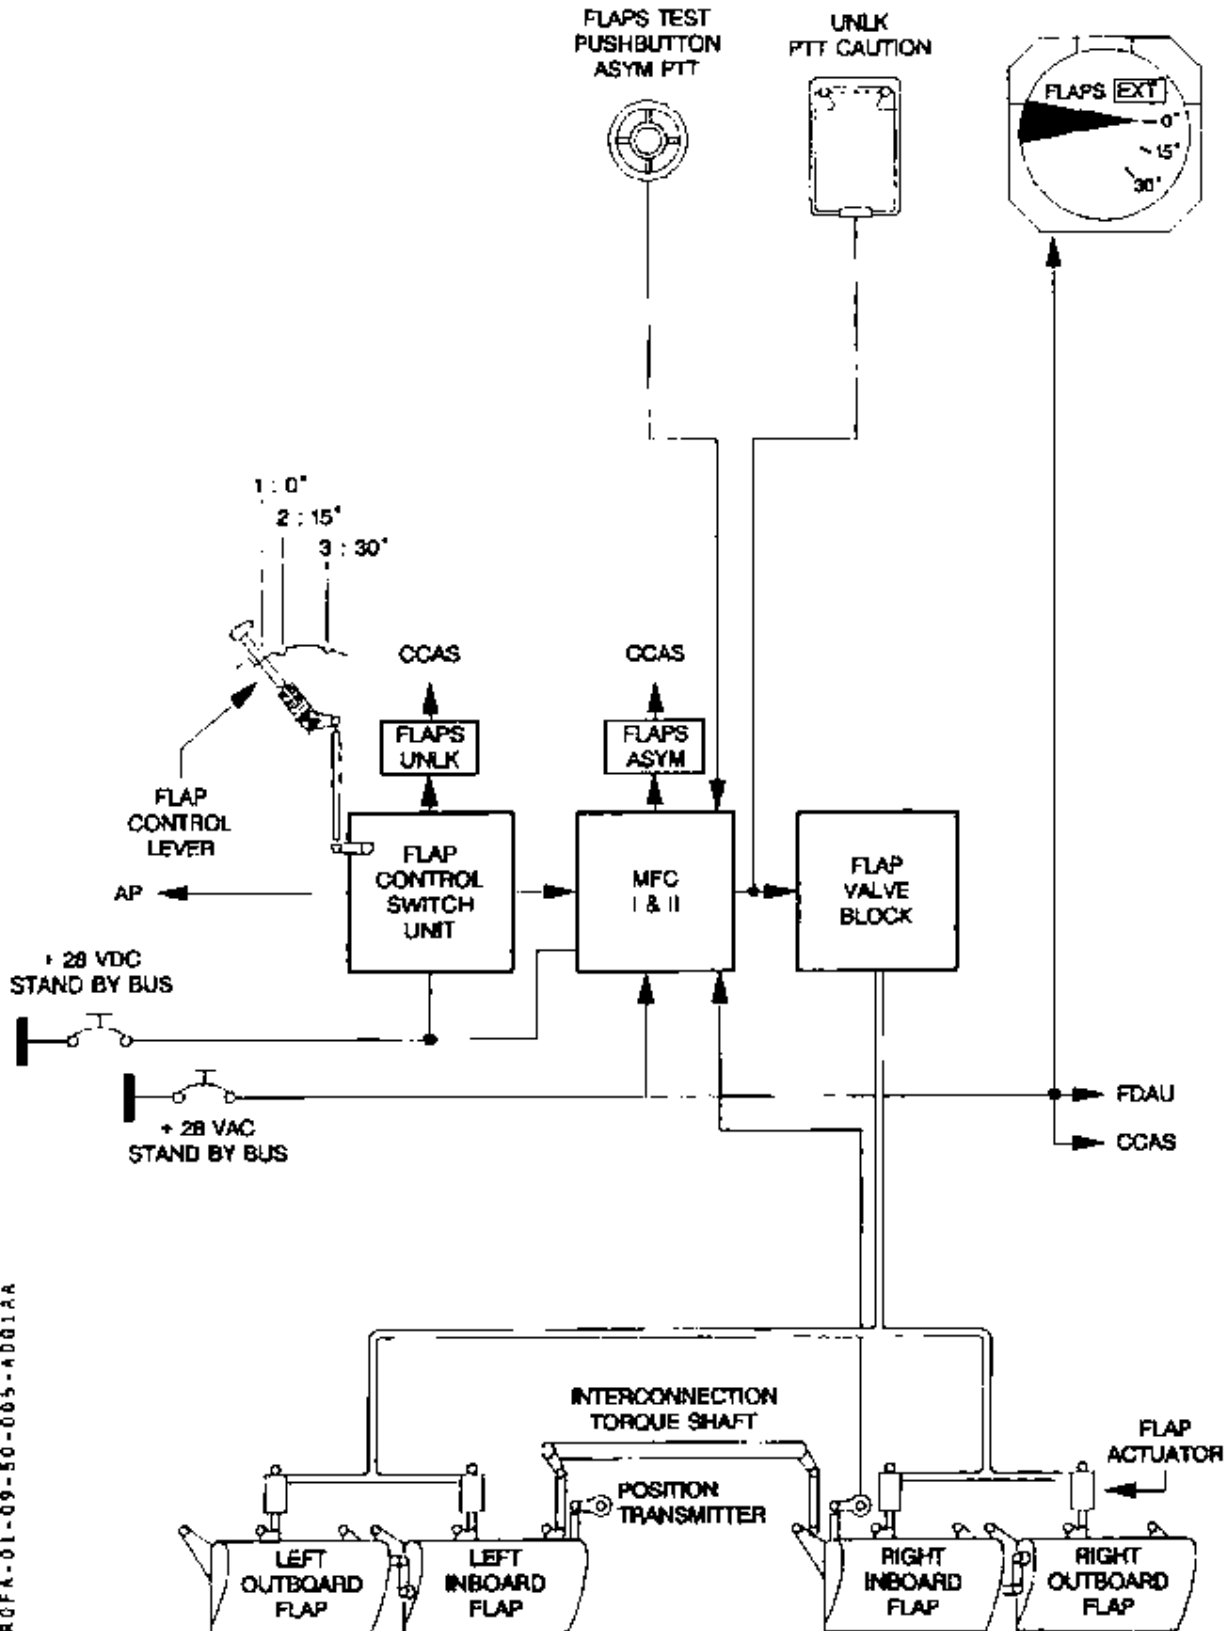 FLAPS TEST
PUSHBUTTON
ASYM PTT
UNLK
PTT CAUTION
FLAPS EXT
0°
15°
30°
1 : 0°
2 : 15°
3 : 30°
CCAS
CCAS
FLAPS
UNLK
FLAPS
ASYM
FLAP
CONTROL
LEVER
AP
FLAP
CONTROL
SWITCH
UNIT
MFC
I & II
FLAP
VALVE
BLOCK
+ 28 VDC
STAND BY BUS
+ 28 VAC
STAND BY BUS
FDAU
CCAS
INTERCONNECTION
TORQUE SHAFT
FLAP
ACTUATOR
POSITION
TRANSMITTER
LEFT
OUTBOARD
FLAP
LEFT
INBOARD
FLAP
RIGHT
INBOARD
FLAP
RIGHT
OUTBOARD
FLAP